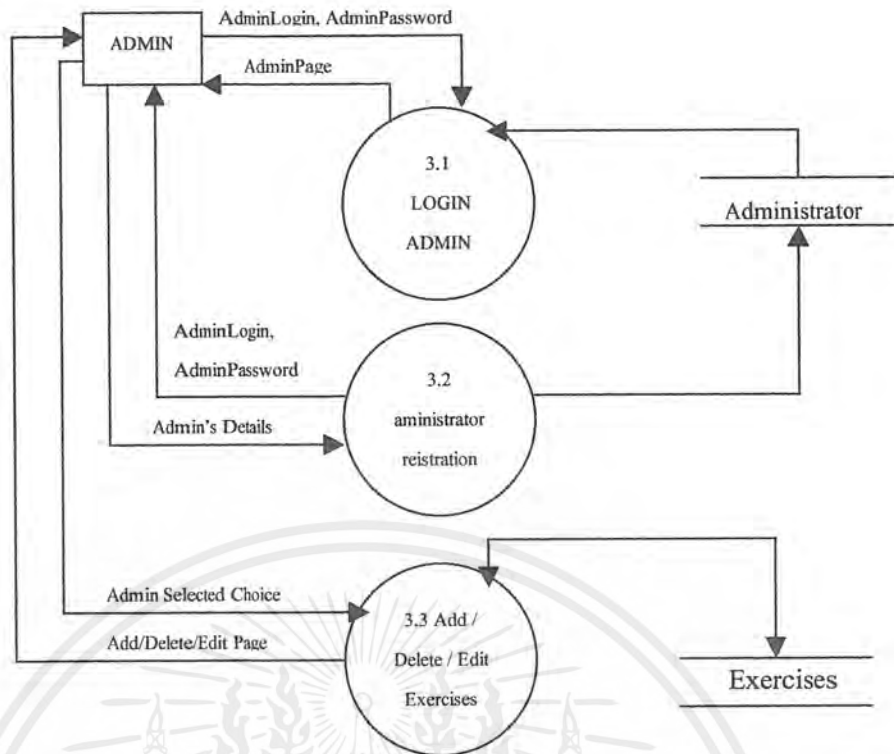 AdminLogin, AdminPassword
ADMIN
AdminPage
3.1
LOGIN
ADMIN
Administrator
AdminLogin,
AdminPassword
3.2
aministrator
reistration
Admin's Details
Admin Selected Choice
Add/Delete/Edit Page
3.3 Add /
Delete / Edit
Exercises
Exercises